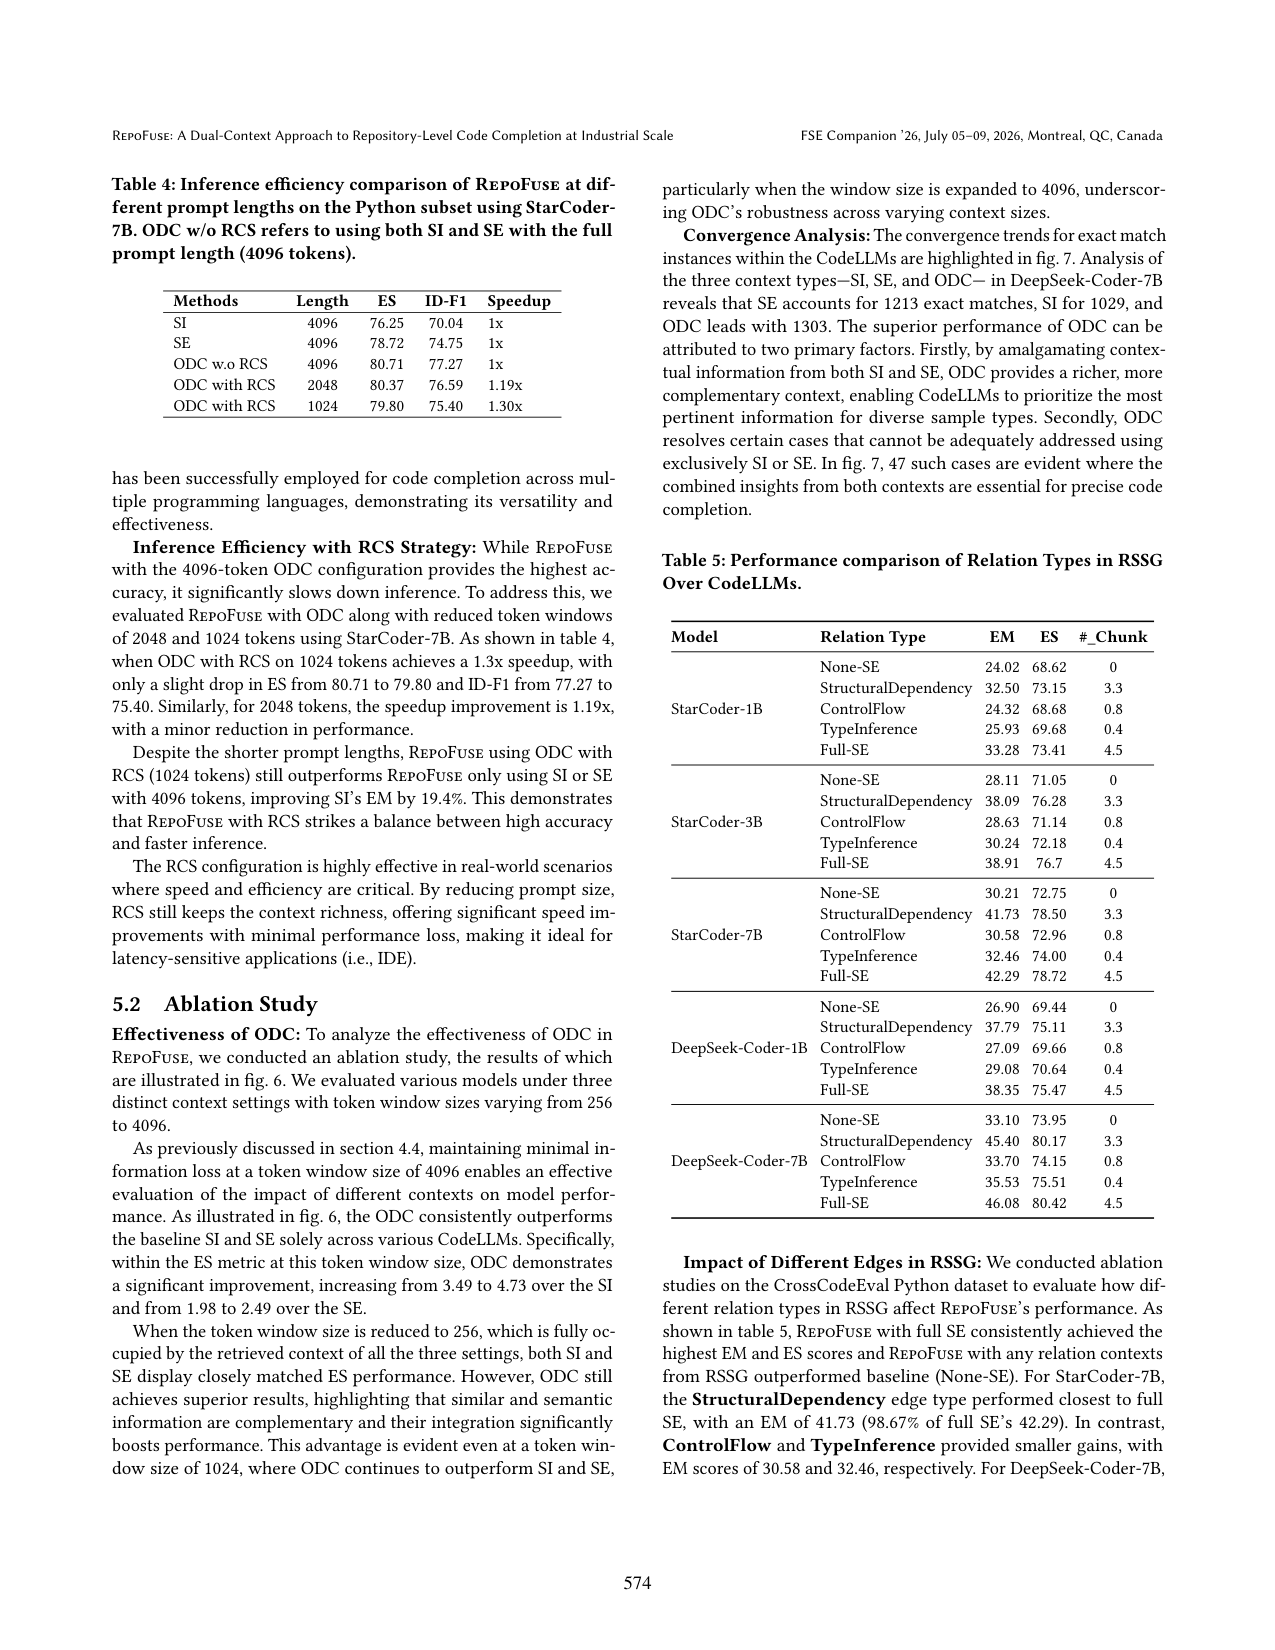 REPOFUSE: A Dual-Context Approach to Repository-Level Code Completion at Industrial Scale
FSE Companion '26, July 05–09, 2026, Montreal, QC, Canada
Table 4: Inference efficiency comparison of REPOFUSE at dif-
ferent prompt lengths on the Python subset using StarCoder-
7B. ODC w/o RCS refers to using both SI and SE with the full
prompt length (4096 tokens).
Methods Length ES ID-F1 Speedup
SI 4096 76.25 70.04 1x
SE 4096 78.72 74.75 1x
ODC w.o RCS 4096 80.71 77.27 1x
ODC with RCS 2048 80.37 76.59 1.19x
ODC with RCS 1024 79.80 75.40 1.30x
has been successfully employed for code completion across mul-
tiple programming languages, demonstrating its versatility and
effectiveness.
Inference Efficiency with RCS Strategy: While REPOFUSE
with the 4096-token ODC configuration provides the highest ac-
curacy, it significantly slows down inference. To address this, we
evaluated REPOFUSE with ODC along with reduced token windows
of 2048 and 1024 tokens using StarCoder-7B. As shown in table 4,
when ODC with RCS on 1024 tokens achieves a 1.3x speedup, with
only a slight drop in ES from 80.71 to 79.80 and ID-F1 from 77.27 to
75.40. Similarly, for 2048 tokens, the speedup improvement is 1.19x,
with a minor reduction in performance.
Despite the shorter prompt lengths, REPOFUSE using ODC with
RCS (1024 tokens) still outperforms REPOFUSE only using SI or SE
with 4096 tokens, improving SI's EM by 19.4%. This demonstrates
that REPOFUSE with RCS strikes a balance between high accuracy
and faster inference.
The RCS configuration is highly effective in real-world scenarios
where speed and efficiency are critical. By reducing prompt size,
RCS still keeps the context richness, offering significant speed im-
provements with minimal performance loss, making it ideal for
latency-sensitive applications (i.e., IDE).
5.2 Ablation Study
Effectiveness of ODC: To analyze the effectiveness of ODC in
REPOFUSE, we conducted an ablation study, the results of which
are illustrated in fig. 6. We evaluated various models under three
distinct context settings with token window sizes varying from 256
to 4096.
As previously discussed in section 4.4, maintaining minimal in-
formation loss at a token window size of 4096 enables an effective
evaluation of the impact of different contexts on model perfor-
mance. As illustrated in fig. 6, the ODC consistently outperforms
the baseline SI and SE solely across various CodeLLMs. Specifically,
within the ES metric at this token window size, ODC demonstrates
a significant improvement, increasing from 3.49 to 4.73 over the SI
and from 1.98 to 2.49 over the SE.
When the token window size is reduced to 256, which is fully oc-
cupied by the retrieved context of all the three settings, both SI and
SE display closely matched ES performance. However, ODC still
achieves superior results, highlighting that similar and semantic
information are complementary and their integration significantly
boosts performance. This advantage is evident even at a token win-
dow size of 1024, where ODC continues to outperform SI and SE,
particularly when the window size is expanded to 4096, underscor-
ing ODC's robustness across varying context sizes.
Convergence Analysis: The convergence trends for exact match
instances within the CodeLLMs are highlighted in fig. 7. Analysis of
the three context types—SI, SE, and ODC— in DeepSeek-Coder-7B
reveals that SE accounts for 1213 exact matches, SI for 1029, and
ODC leads with 1303. The superior performance of ODC can be
attributed to two primary factors. Firstly, by amalgamating contex-
tual information from both SI and SE, ODC provides a richer, more
complementary context, enabling CodeLLMs to prioritize the most
pertinent information for diverse sample types. Secondly, ODC
resolves certain cases that cannot be adequately addressed using
exclusively SI or SE. In fig. 7, 47 such cases are evident where the
combined insights from both contexts are essential for precise code
completion.
Table 5: Performance comparison of Relation Types in RSSG
Over CodeLLMs.
Model Relation Type EM ES #_Chunk
None-SE 24.02 68.62 0
StructuralDependency 32.50 73.15 3.3
StarCoder-1B ControlFlow 24.32 68.68 0.8
TypeInference 25.93 69.68 0.4
Full-SE 33.28 73.41 4.5
None-SE 28.11 71.05 0
StructuralDependency 38.09 76.28 3.3
StarCoder-3B ControlFlow 28.63 71.14 0.8
TypeInference 30.24 72.18 0.4
Full-SE 38.91 76.7 4.5
None-SE 30.21 72.75 0
StructuralDependency 41.73 78.50 3.3
StarCoder-7B ControlFlow 30.58 72.96 0.8
TypeInference 32.46 74.00 0.4
Full-SE 42.29 78.72 4.5
None-SE 26.90 69.44 0
StructuralDependency 37.79 75.11 3.3
DeepSeek-Coder-1B ControlFlow 27.09 69.66 0.8
TypeInference 29.08 70.64 0.4
Full-SE 38.35 75.47 4.5
None-SE 33.10 73.95 0
StructuralDependency 45.40 80.17 3.3
DeepSeek-Coder-7B ControlFlow 33.70 74.15 0.8
TypeInference 35.53 75.51 0.4
Full-SE 46.08 80.42 4.5
Impact of Different Edges in RSSG: We conducted ablation
studies on the CrossCodeEval Python dataset to evaluate how dif-
ferent relation types in RSSG affect REPOFUSE's performance. As
shown in table 5, REPOFUSE with full SE consistently achieved the
highest EM and ES scores and REPOFUSE with any relation contexts
from RSSG outperformed baseline (None-SE). For StarCoder-7B,
the StructuralDependency edge type performed closest to full
SE, with an EM of 41.73 (98.67% of full SE's 42.29). In contrast,
ControlFlow and TypeInference provided smaller gains, with
EM scores of 30.58 and 32.46, respectively. For DeepSeek-Coder-7B,
574